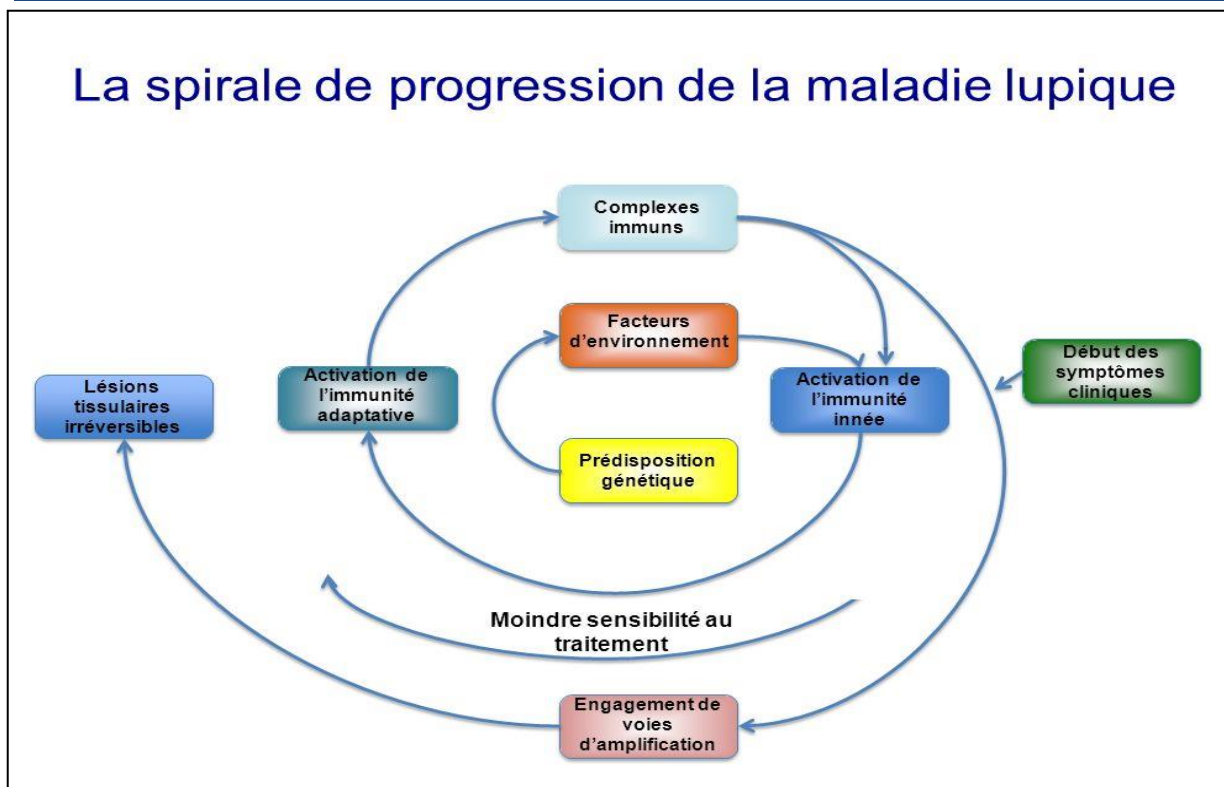 La spirale de progression de la maladie lupique
Complexes
immuns
Facteurs
d'environnement
Début des
symptômes
cliniques
Lésions
tissulaires
irréversibles
Activation de
l'immunité
adaptative
Activation de
l'immunité
innée
Prédisposition
génétique
Moindre sensibilité au
traitement
Engagement de
voies
d'amplification